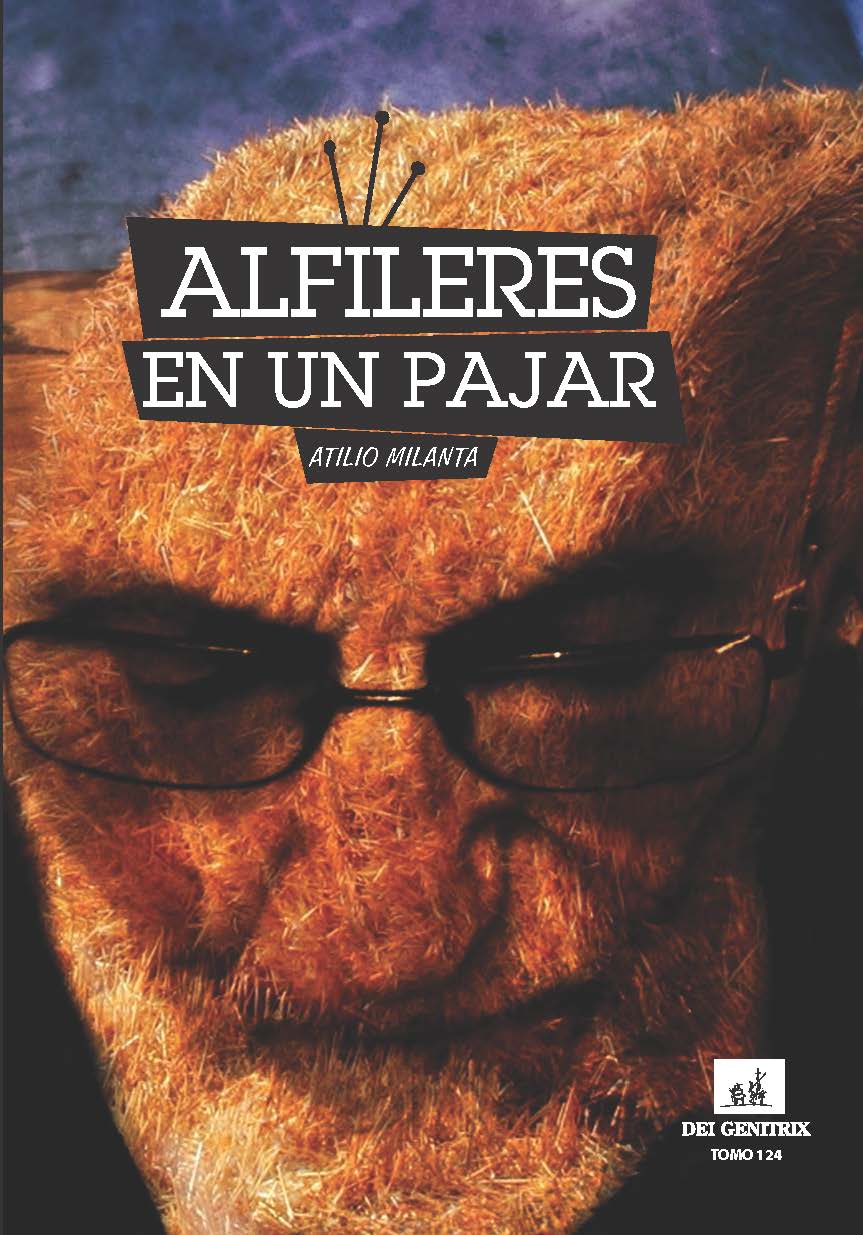 ALFILERES
EN UN PAJAR
ATILIO MILANTA
DEI GENITRIX
TOMO 124